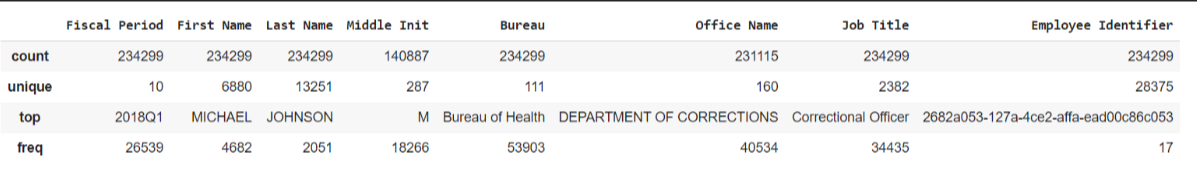 Fiscal Period First Name Last Name Middle Init Bureau Office Name Job Title Employee Identifier
count 234299 234299 234299 140887 234299 231115 234299 234299
unique 10 6880 13251 287 111 160 2382 28375
top 2018Q1 MICHAEL JOHNSON M Bureau of Health DEPARTMENT OF CORRECTIONS Correctional Officer 2682a053-127a-4ce2-affa-ead00c86c053
freq 26539 4682 2051 18266 53903 40534 34435 17